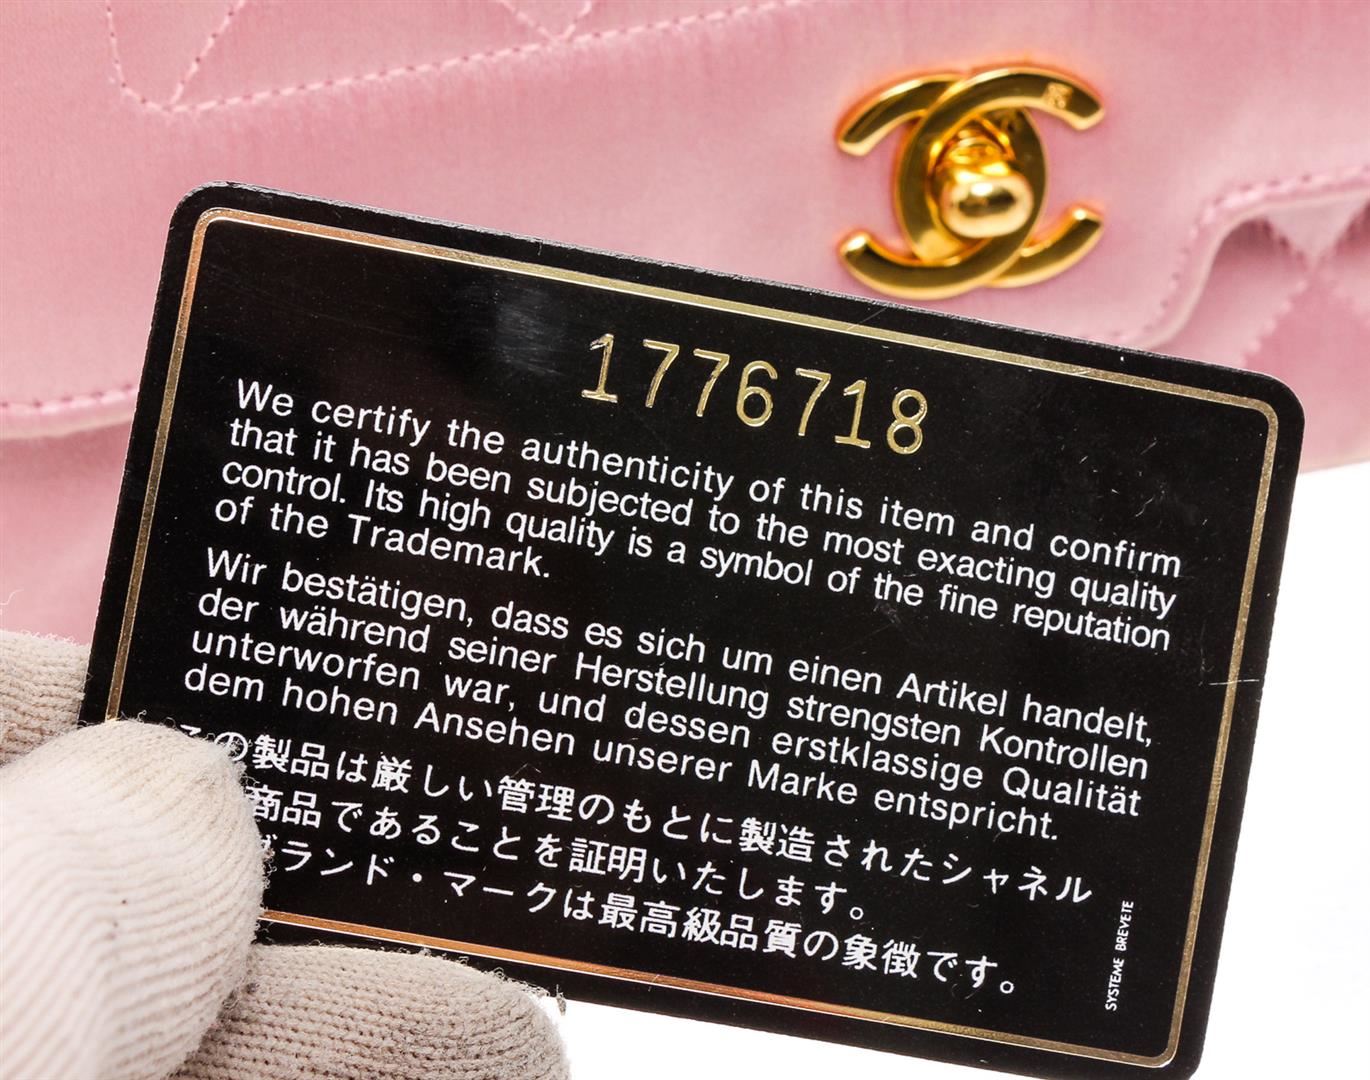 1776718
We certify the authenticity of this item and confirm
that it has been subjected to the most exacting quality
control. Its high quality is a symbol of the fine reputation
of the Trademark.
Wir bestätigen, dass es sich um einen Artikel handelt,
der während seiner Herstellung strengsten Kontrollen
unterworfen war, und dessen erstklassige Qualität
dem hohen Ansehen unserer Marke entspricht.
この製品は厳しい管理のもとに製造されたシャネル
商品であることを証明いたします。
ブランド・マークは最高級品質の象徴です。
SYSTEME BREVETE